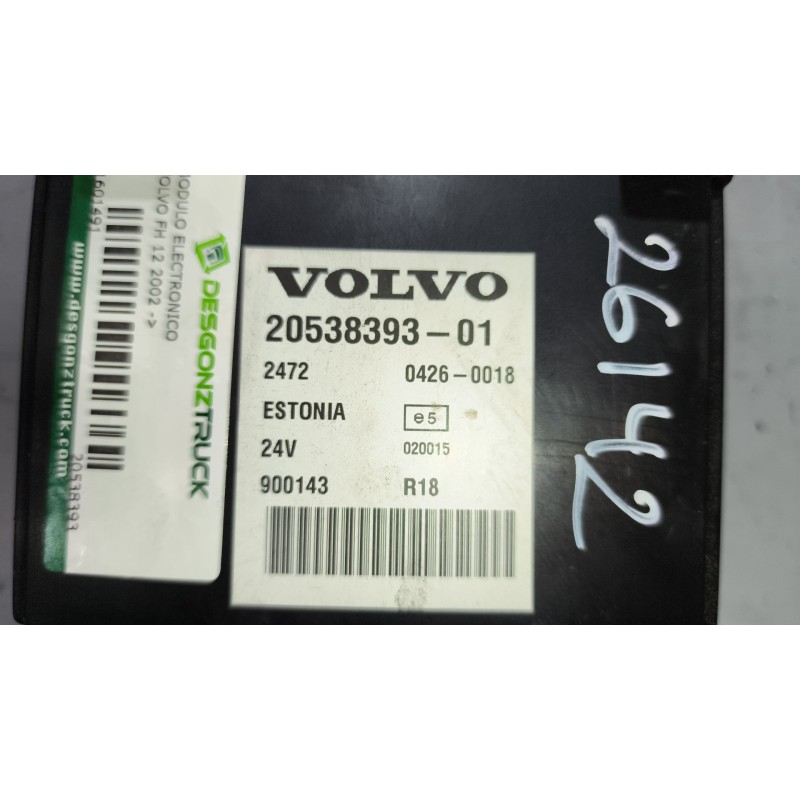 VOLVO
20538393-01
2472 0426-0018
ESTONIA e5
24V 020015
900143 R18
DESGONZTRUCK
MODULO ELECTRONICO
VOLVO FH 12 2002 ->
601491
20538393
www.desgonztruck.com
26142